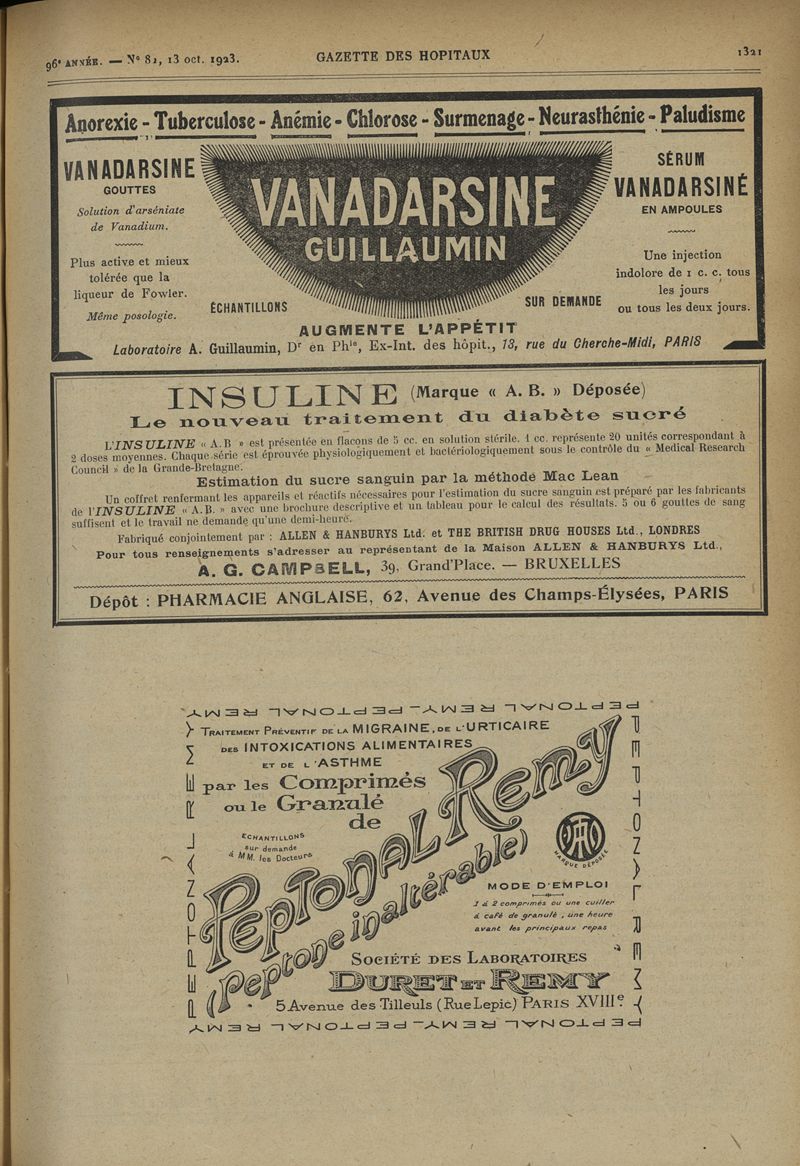 96e ANNÉE. — No 82, 13 oct. 1923.
GAZETTE DES HOPITAUX
1321
Anorexie - Tuberculose - Anémie - Chlorose - Surmenage - Neurasthénie - Paludisme
VANADARSINE
GOUTTES
Solution d'arséniate
de Vanadium.
Plus active et mieux
tolérée que la
liqueur de Fowler.
Même posologie.
VANADARSINE
GUILLAUMIN
ÉCHANTILLONS
SUR DEMANDE
SÉRUM
VANADARSINÉ
EN AMPOULES
Une injection
indolore de 1 c. c. tous
les jours
ou tous les deux jours.
AUGMENTE L'APPÉTIT
Laboratoire A. Guillaumin, Dr en Phie, Ex-Int. des hôpit., 13, rue du Cherche-Midi, PARIS
INSULINE (Marque « A. B. » Déposée)
Le nouveau traitement du diabète sucré
L'INSULINE « A. B » est présentée en flacons de 5 cc. en solution stérile. 1 cc. représente 20 unités correspondant à
2 doses moyennes. Chaque série est éprouvée physiologiquement et bactériologiquement sous le contrôle du « Medical Research
Council » de la Grande-Bretagne.
Estimation du sucre sanguin par la méthode Mac Lean
Un coffret renfermant les appareils et réactifs nécessaires pour l'estimation du sucre sanguin est préparé par les fabricants
de l'INSULINE « A. B. » avec une brochure descriptive et un tableau pour le calcul des résultats. 5 ou 6 gouttes de sang
suffisent et le travail ne demande qu'une demi-heure.
Fabriqué conjointement par : ALLEN & HANBURYS Ltd. et THE BRITISH DRUG HOUSES Ltd., LONDRES
Pour tous renseignements s'adresser au représentant de la Maison ALLEN & HANBURYS Ltd.,
A. G. CAMPBELL, 39, Grand'Place. — BRUXELLES
Dépôt : PHARMACIE ANGLAISE, 62, Avenue des Champs-Élysées, PARIS
PEPTONAL REMY - PEPTONAL REMY
TRAITEMENT PRÉVENTIF DE LA MIGRAINE, DE L'URTICAIRE
DES INTOXICATIONS ALIMENTAIRES
ET DE L'ASTHME
par les Comprimés
ou le Granulé
de
ECHANTILLONS
sur demande
à MM. les Docteurs
PEPTONAL REMY
(Peptone inaltérable)
MARQUE DÉPOSÉE
MODE D'EMPLOI
1 à 2 comprimés ou une cuiller
à café de granulé, une heure
avant les principaux repas
SOCIÉTÉ DES LABORATOIRES
DURET ET REMY
5 Avenue des Tilleuls (Rue Lepic) PARIS XVIIIe
PEPTONAL REMY
PEPTONAL REMY
PEPTONAL REMY - PEPTONAL REMY